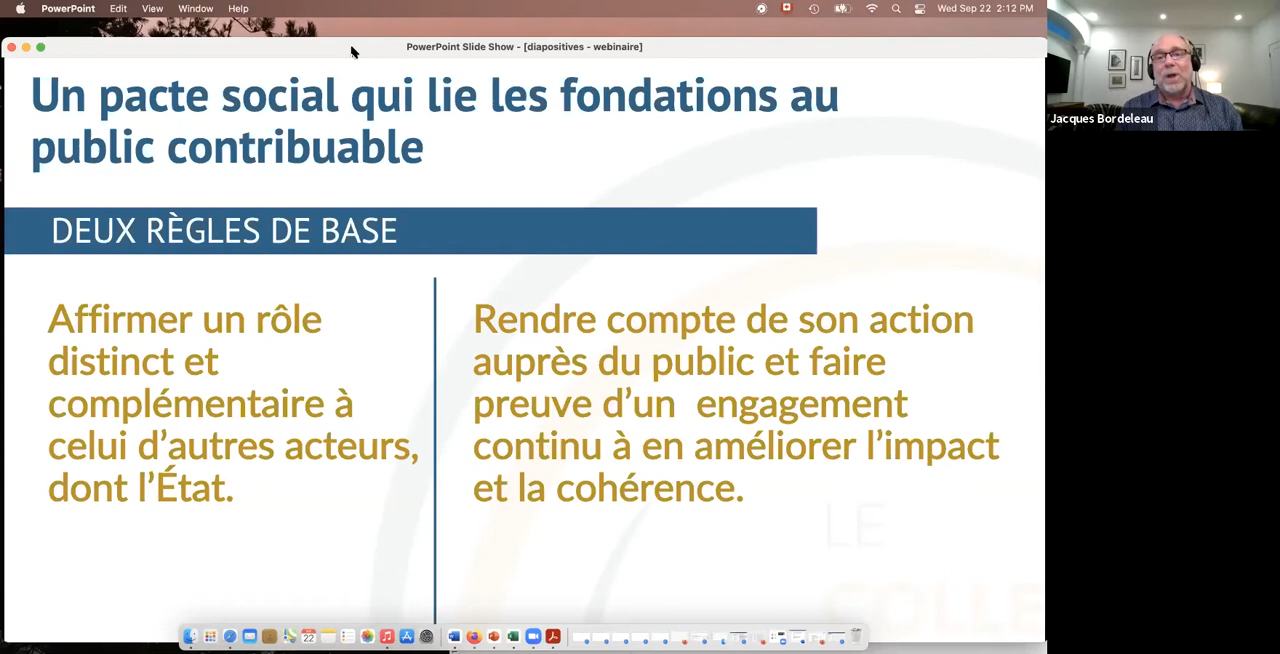 PowerPoint Edit View Window Help
Wed Sep 22 2:12 PM
PowerPoint Slide Show - [diapositives - webinaire]
Un pacte social qui lie les fondations au
public contribuable
DEUX RÈGLES DE BASE
Affirmer un rôle
distinct et
complémentaire à
celui d’autres acteurs,
dont l’État.
Rendre compte de son action
auprès du public et faire
preuve d’un engagement
continu à en améliorer l’impact
et la cohérence.
LE
COLLE
22
Jacques Bordeleau